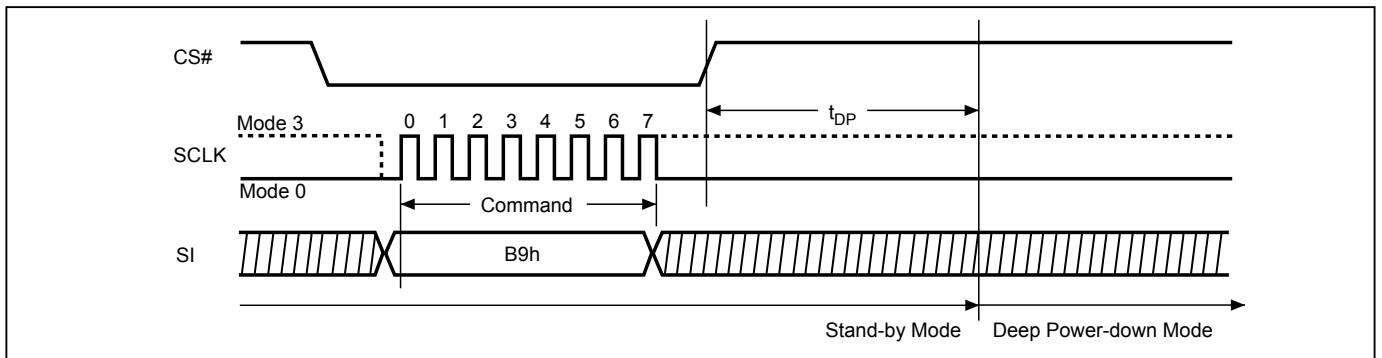 CS#
tDP
Mode 3
0 1 2 3 4 5 6 7
SCLK
Mode 0
Command
SI
B9h
Stand-by Mode
Deep Power-down Mode